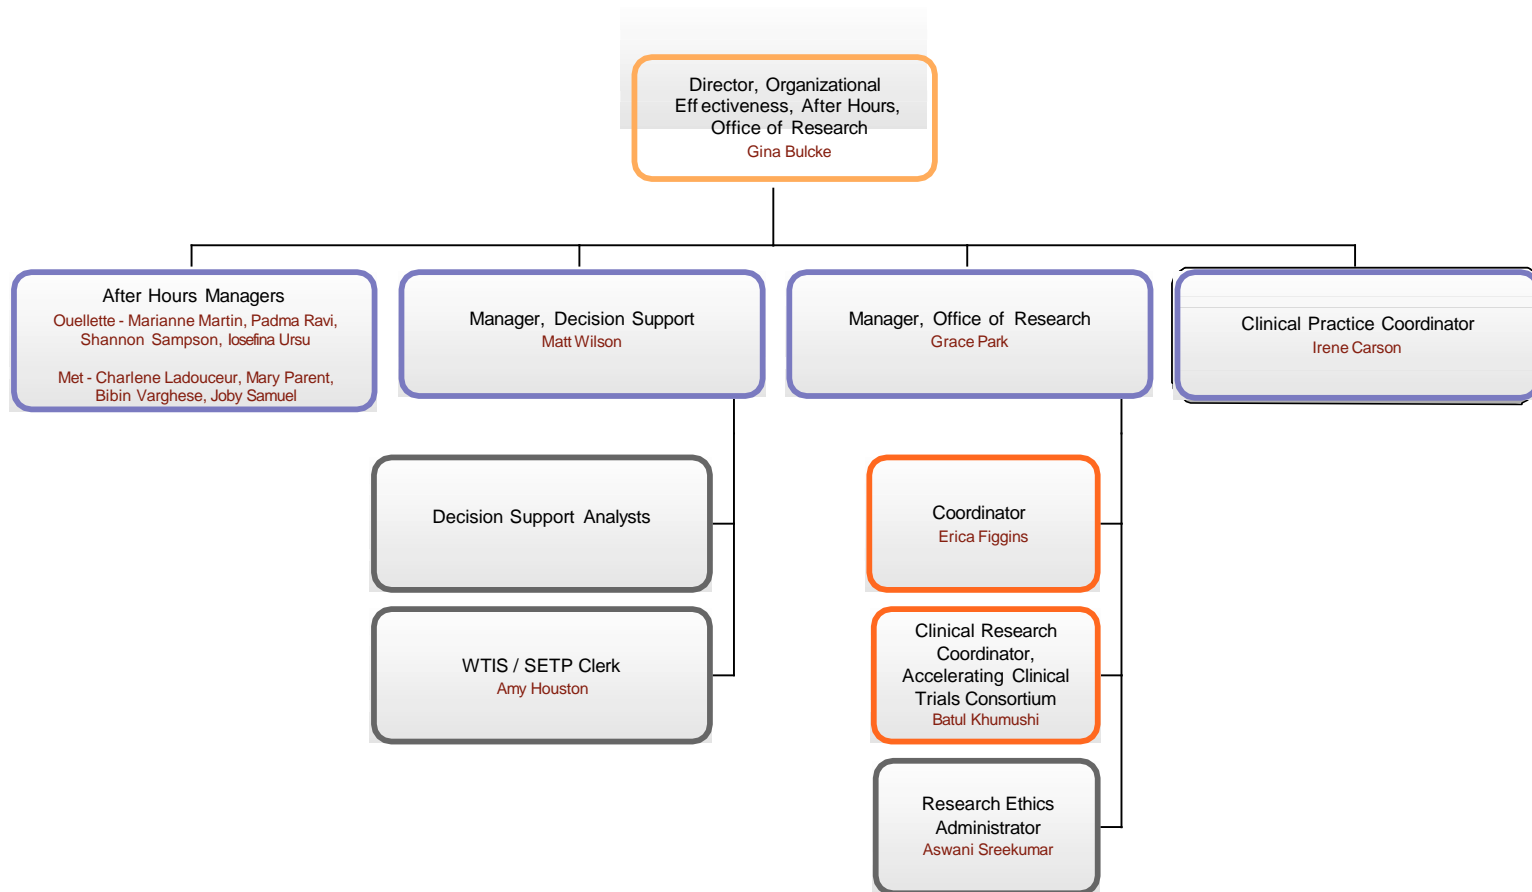 Director, Organizational
Effectiveness, After Hours,
Office of Research
Gina Bulcke
After Hours Managers
Ouellette - Marianne Martin, Padma Ravi,
Shannon Sampson, Iosefina Ursu
Met - Charlene Ladouceur, Mary Parent,
Bibin Varghese, Joby Samuel
Manager, Decision Support
Matt Wilson
Manager, Office of Research
Grace Park
Clinical Practice Coordinator
Irene Carson
Decision Support Analysts
WTIS / SETP Clerk
Amy Houston
Coordinator
Erica Figgins
Clinical Research
Coordinator,
Accelerating Clinical
Trials Consortium
Batul Khumushi
Research Ethics
Administrator
Aswani Sreekumar